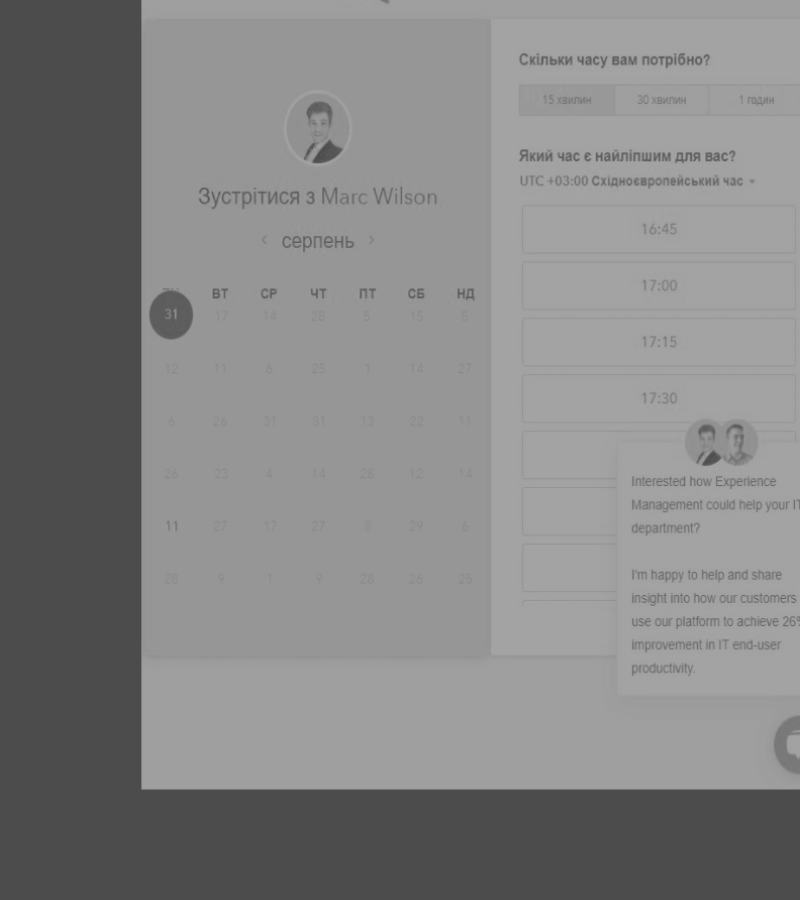 Зустрітися з Marc Wilson
серпень
ВТ СР ЧТ ПТ СБ НД
31 17 14 28 5 15 5
12 11 6 25 1 14 27
6 26 31 31 13 22 11
26 23 4 14 28 12 14
11 27 17 27 8 29 6
28 9 1 9 28 26 25
Скільки часу вам потрібно?
15 хвилин 30 хвилин 1 годин
Який час є найліпшим для вас?
UTC +03:00 Східноєвропейський час
16:45
17:00
17:15
17:30
Interested how Experience
Management could help your IT
department?
I'm happy to help and share
insight into how our customers
use our platform to achieve 26%
improvement in IT end-user
productivity.